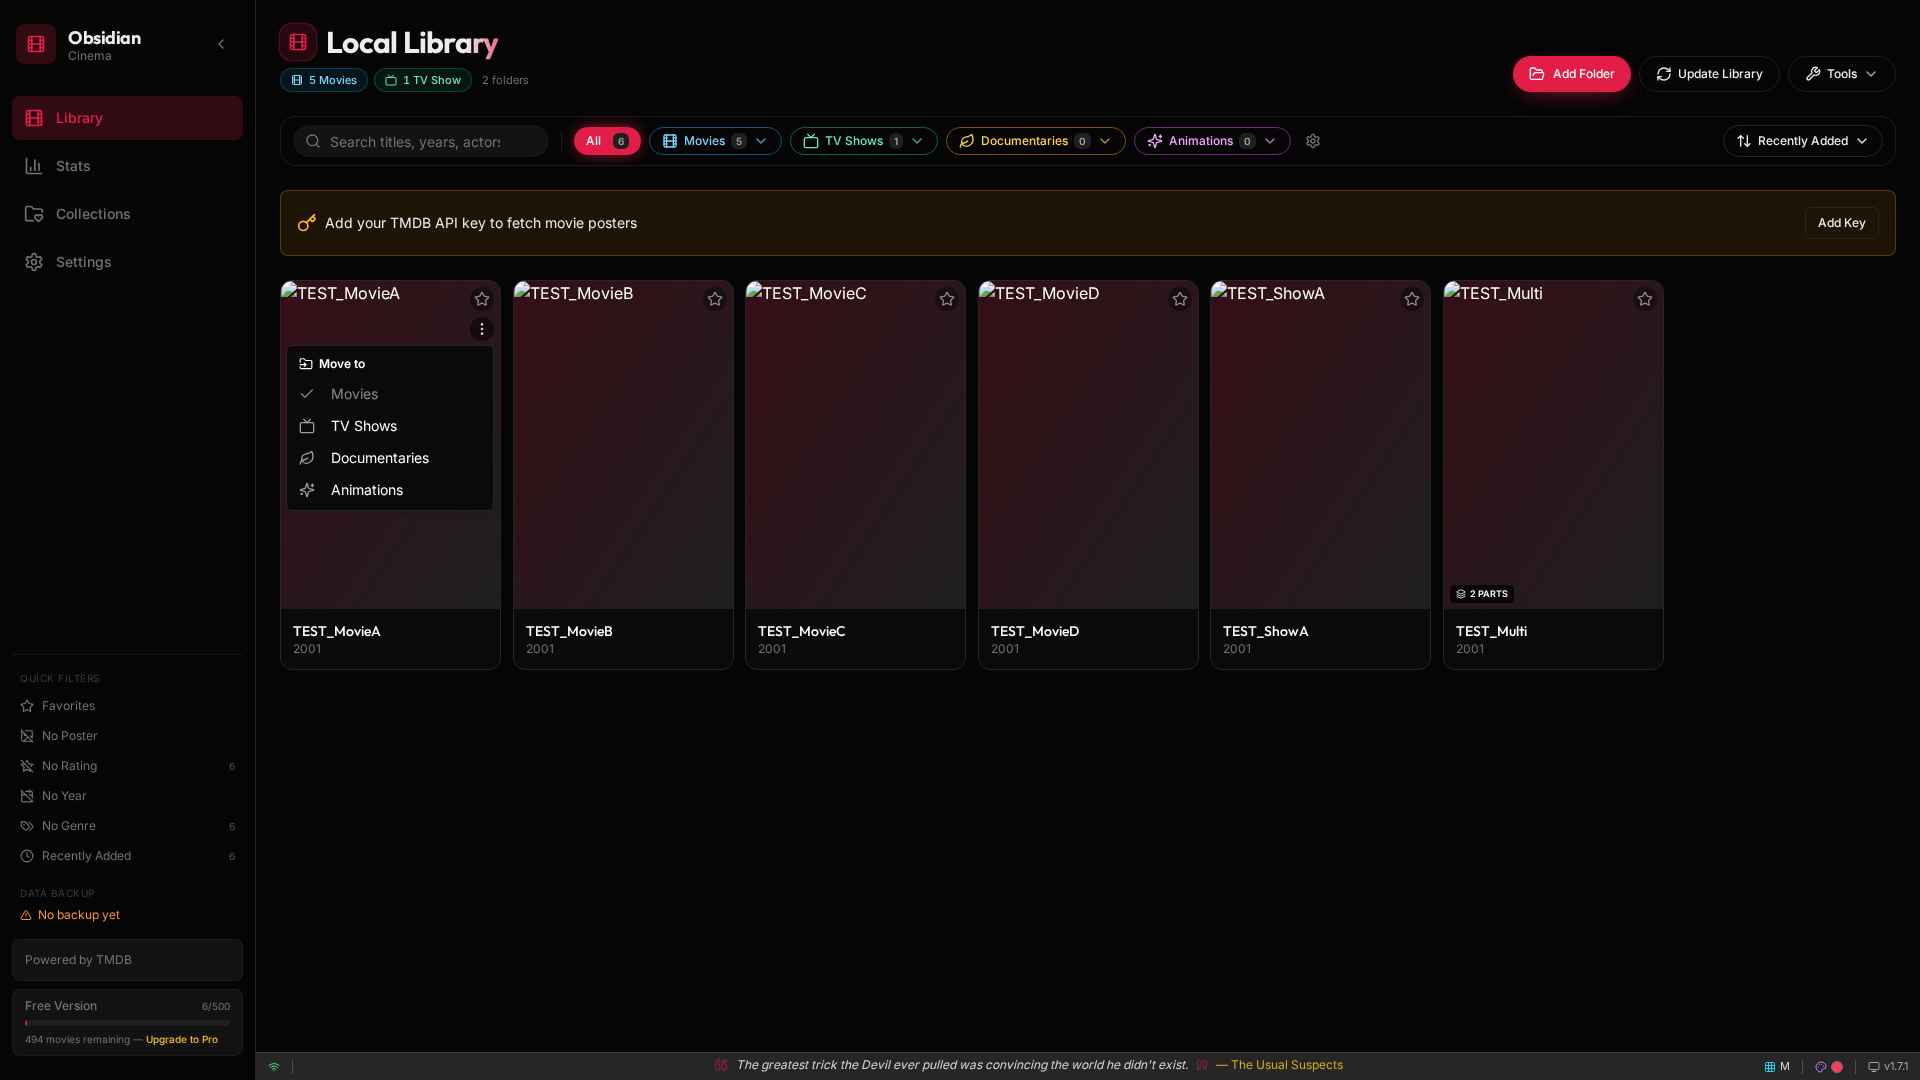 Obsidian
Cinema
Library
Stats
Collections
Settings
QUICK FILTERS
Favorites
No Poster
No Rating 6
No Year
No Genre 6
Recently Added 6
DATA BACKUP
No backup yet
Powered by TMDB
Free Version 6/500
494 movies remaining — Upgrade to Pro
Local Library
5 Movies 1 TV Show 2 folders
Add Folder Update Library Tools
Search titles, years, actors All 6 Movies 5 TV Shows 1 Documentaries 0 Animations 0 Recently Added
Add your TMDB API key to fetch movie posters Add Key
TEST_MovieA TEST_MovieB TEST_MovieC TEST_MovieD TEST_ShowA TEST_Multi
Move to
Movies
TV Shows
Documentaries
Animations
2 PARTS
TEST_MovieA TEST_MovieB TEST_MovieC TEST_MovieD TEST_ShowA TEST_Multi
2001 2001 2001 2001 2001 2001
The greatest trick the Devil ever pulled was convincing the world he didn't exist. — The Usual Suspects M v1.7.1